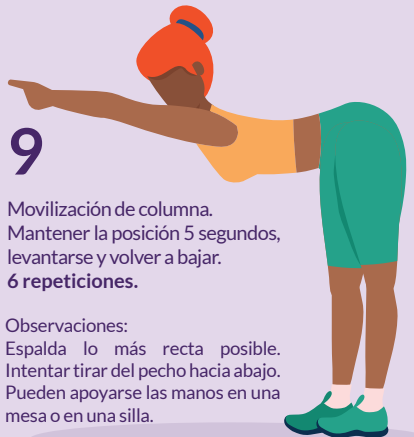 9
Movilización de columna.
Mantener la posición 5 segundos,
levantarse y volver a bajar.
6 repeticiones.
Observaciones:
Espalda lo más recta posible.
Intentar tirar del pecho hacia abajo.
Pueden apoyarse las manos en una
mesa o en una silla.